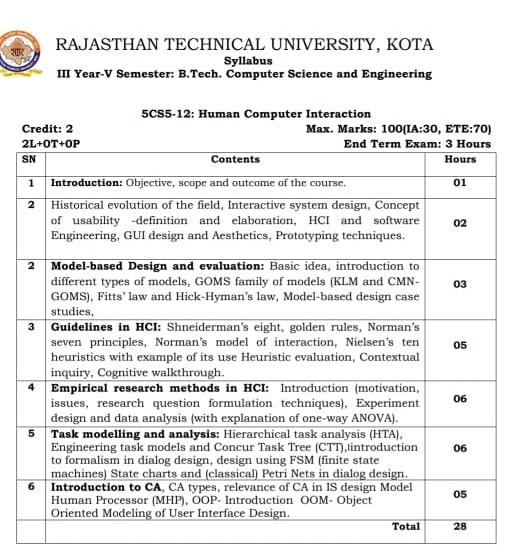 RAJASTHAN TECHNICAL UNIVERSITY, KOTA
Syllabus
III Year-V Semester: B.Tech. Computer Science and Engineering
5CS5-12: Human Computer Interaction
Credit: 2 Max. Marks: 100(IA:30, ETE:70)
2L+0T+0P End Term Exam: 3 Hours
SN Contents Hours
1 Introduction: Objective, scope and outcome of the course. 01
2 Historical evolution of the field, Interactive system design, Concept
of usability -definition and elaboration, HCI and software
Engineering, GUI design and Aesthetics, Prototyping techniques. 02
2 Model-based Design and evaluation: Basic idea, introduction to
different types of models, GOMS family of models (KLM and CMN-
GOMS), Fitts' law and Hick-Hyman's law, Model-based design case
studies, 03
3 Guidelines in HCI: Shneiderman's eight, golden rules, Norman's
seven principles, Norman's model of interaction, Nielsen's ten
heuristics with example of its use Heuristic evaluation, Contextual
inquiry, Cognitive walkthrough. 05
4 Empirical research methods in HCI: Introduction (motivation,
issues, research question formulation techniques), Experiment
design and data analysis (with explanation of one-way ANOVA). 06
5 Task modelling and analysis: Hierarchical task analysis (HTA),
Engineering task models and Concur Task Tree (CTT),lintroduction
to formalism in dialog design, design using FSM (finite state
machines) State charts and (classical) Petri Nets in dialog design. 06
6 Introduction to CA, CA types, relevance of CA in IS design Model
Human Processor (MHP), OOP- Introduction OOM- Object
Oriented Modeling of User Interface Design. 05
Total 28